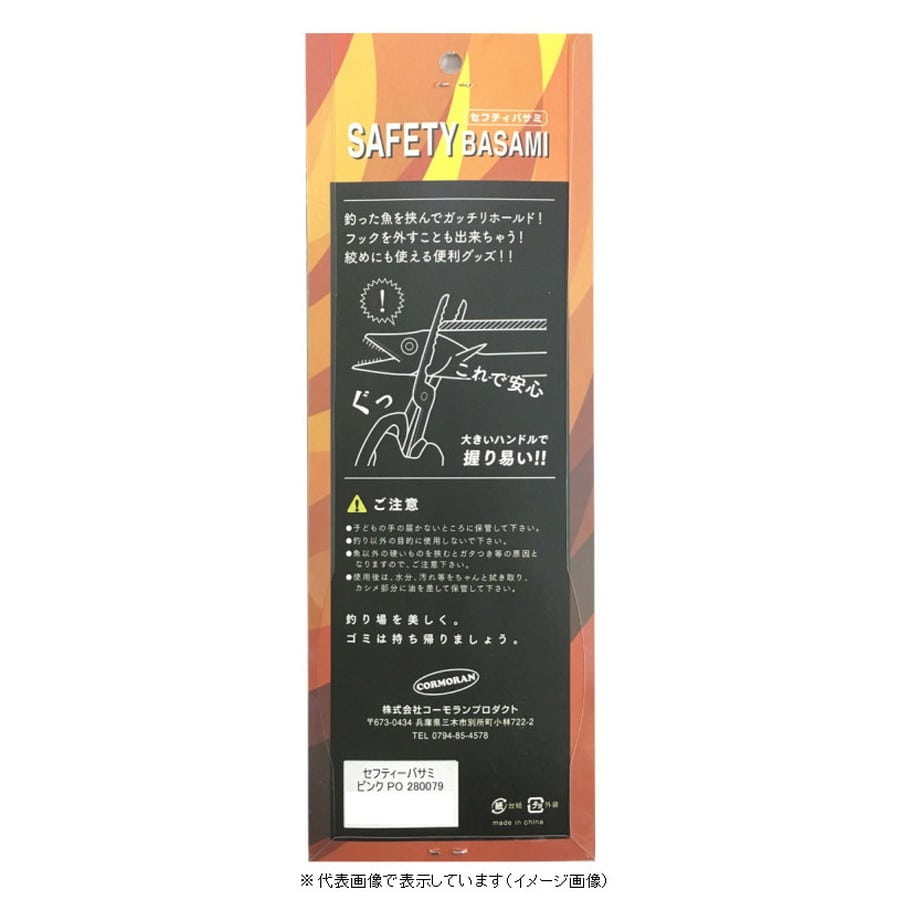 セフティバサミ
SAFETY BASAMI
釣った魚を挟んでガッチリホールド！
フックを外すことも出来ちゃう！
絞めにも使える便利グッズ！！
！
これで安心
ぐっ
大きいハンドルで
握り易い!!
ご注意
●子どもの手の届かないところに保管して下さい。
●釣り以外の目的に使用しないで下さい。
●魚以外の硬いものを挟むとガタつき等の原因と
なりますので、ご注意下さい。
●使用後は、水分、汚れ等をちゃんと拭き取り、
カシメ部分に油を差して保管して下さい。
釣り場を美しく。
ゴミは持ち帰りましょう。
CORMORAN
株式会社コーモランプロダクト
〒673-0434 兵庫県三木市別所町小林722-2
TEL 0794-85-4578
セフティーバサミ
ピンク PO 280079
紙 台紙 プラ 外装
made in china
※代表画像で表示しています（イメージ画像）